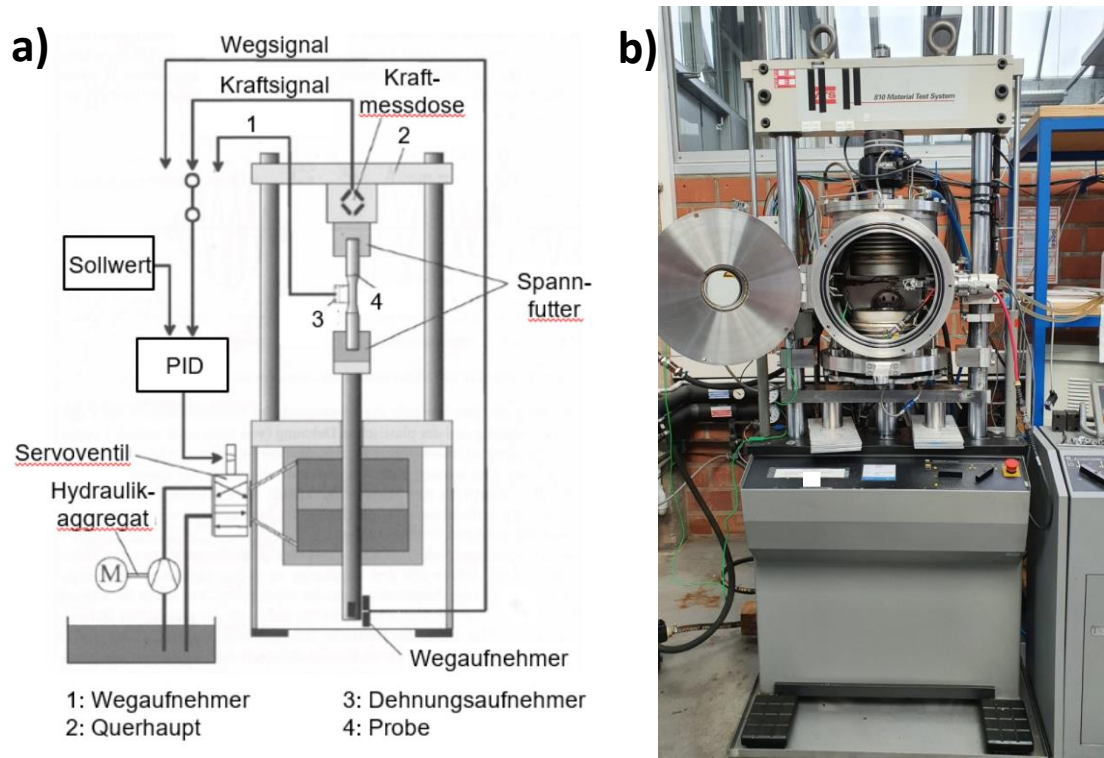 a)
Wegsignal
Kraftsignal
Kraft-
messdose
1
2
Sollwert
3
4
Spann-
futter
PID
Servoventil
Hydraulik-
aggregat
M
Wegaufnehmer
1: Wegaufnehmer
2: Querhaupt
3: Dehnungsaufnehmer
4: Probe
b)
810 Material Test System